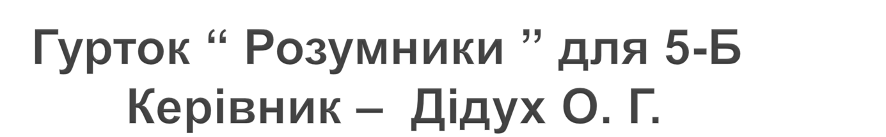 Гурток “ Розумники ” для 5-Б
Керівник – Дідух О. Г.